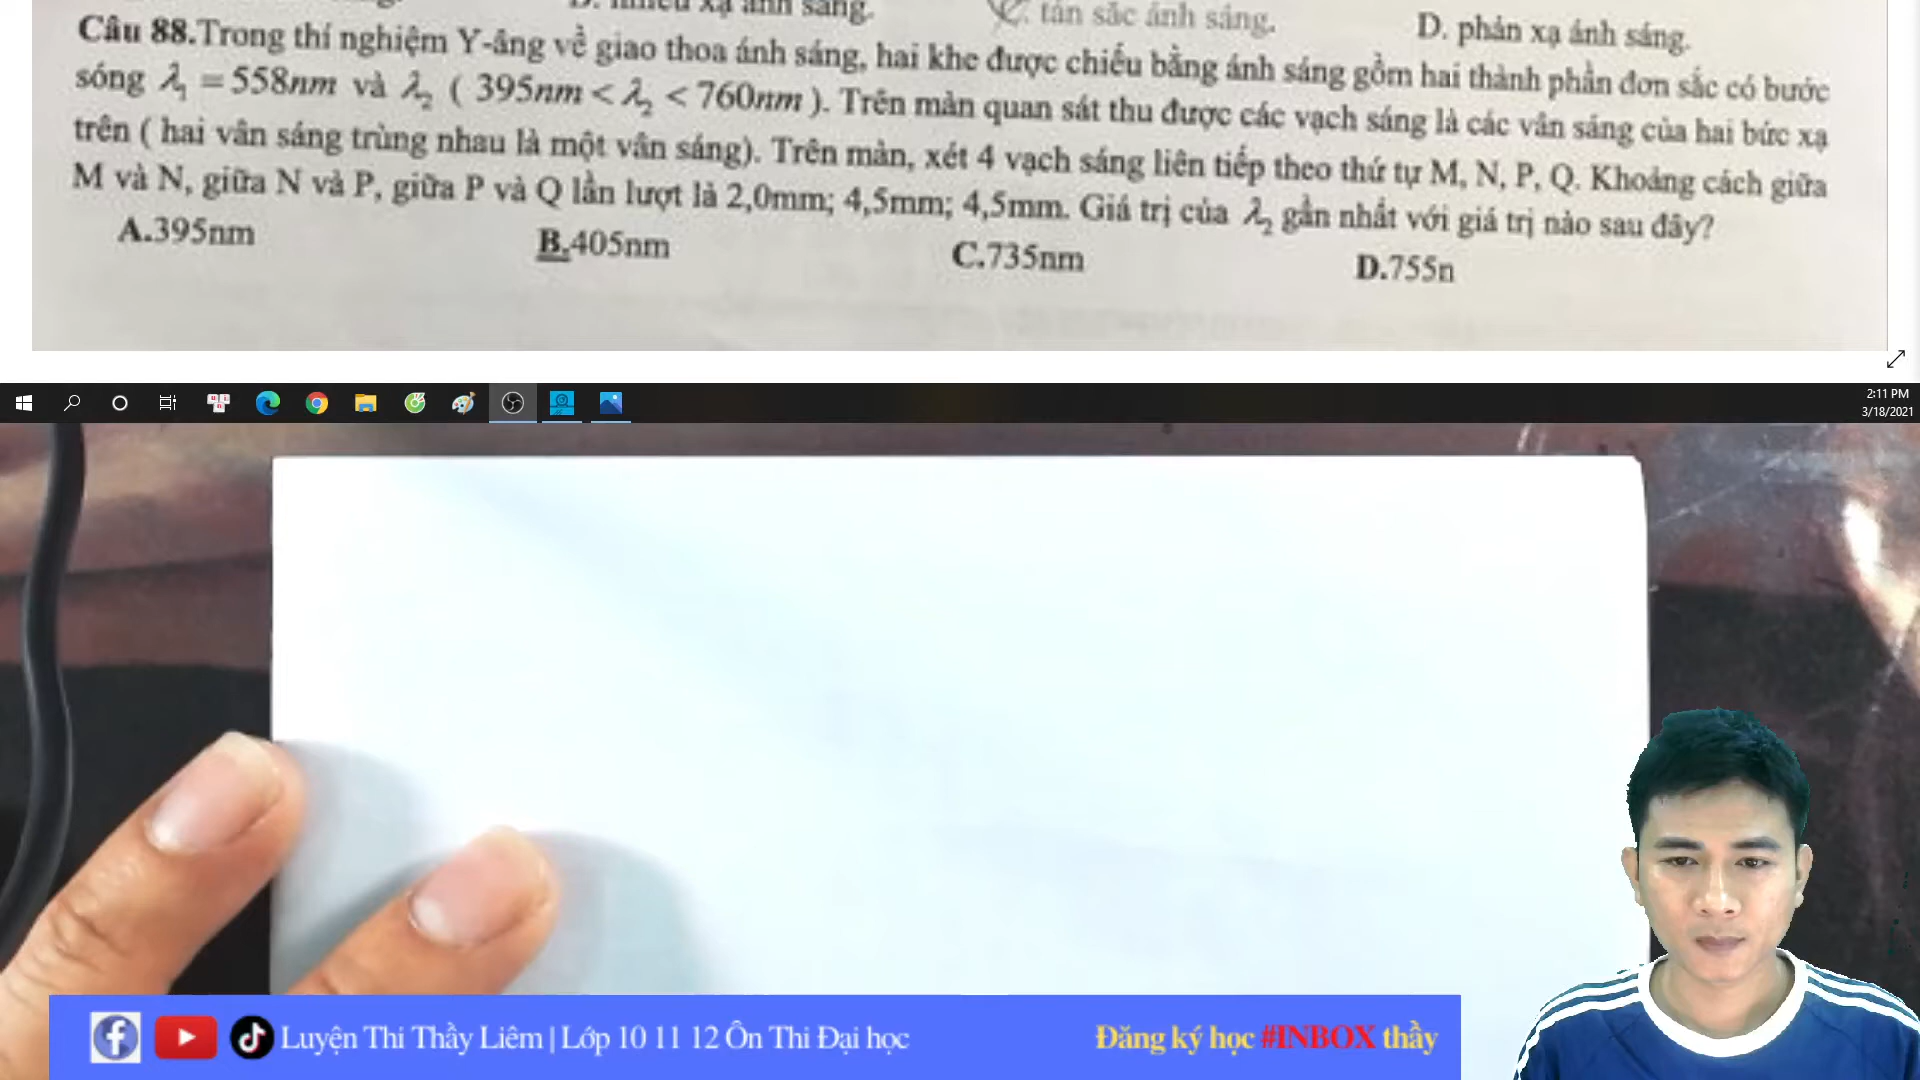 D. nhiễu xạ ánh sáng.
C. tán sắc ánh sáng.
D. phản xạ ánh sáng.
Câu 88.Trong thí nghiệm Y-âng về giao thoa ánh sáng, hai khe được chiếu bằng ánh sáng gồm hai thành phần đơn sắc có bước
sóng λ₁ = 558nm và λ₂ ( 395nm < λ₂ < 760nm ). Trên màn quan sát thu được các vạch sáng là các vân sáng của hai bức xạ
trên ( hai vân sáng trùng nhau là một vân sáng). Trên màn, xét 4 vạch sáng liên tiếp theo thứ tự M, N, P, Q. Khoảng cách giữa
M và N, giữa N và P, giữa P và Q lần lượt là 2,0mm; 4,5mm; 4,5mm. Giá trị của λ₂ gần nhất với giá trị nào sau đây?
A.395nm B.405nm C.735nm D.755n
2:11 PM
3/18/2021
Luyện Thi Thầy Liêm | Lớp 10 11 12 Ôn Thi Đại học
Đăng ký học #INBOX thầy